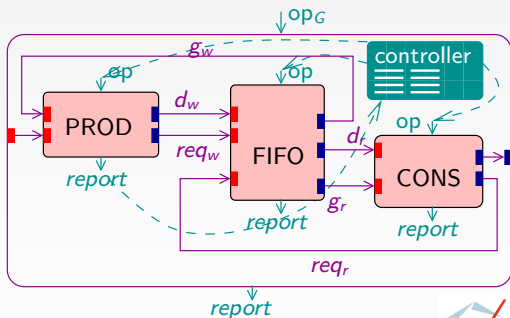 op_G
g_w
controller
op
op
d_w
op
PROD
req_w
FIFO
d_r
CONS
report
g_r
report
report
req_r
report